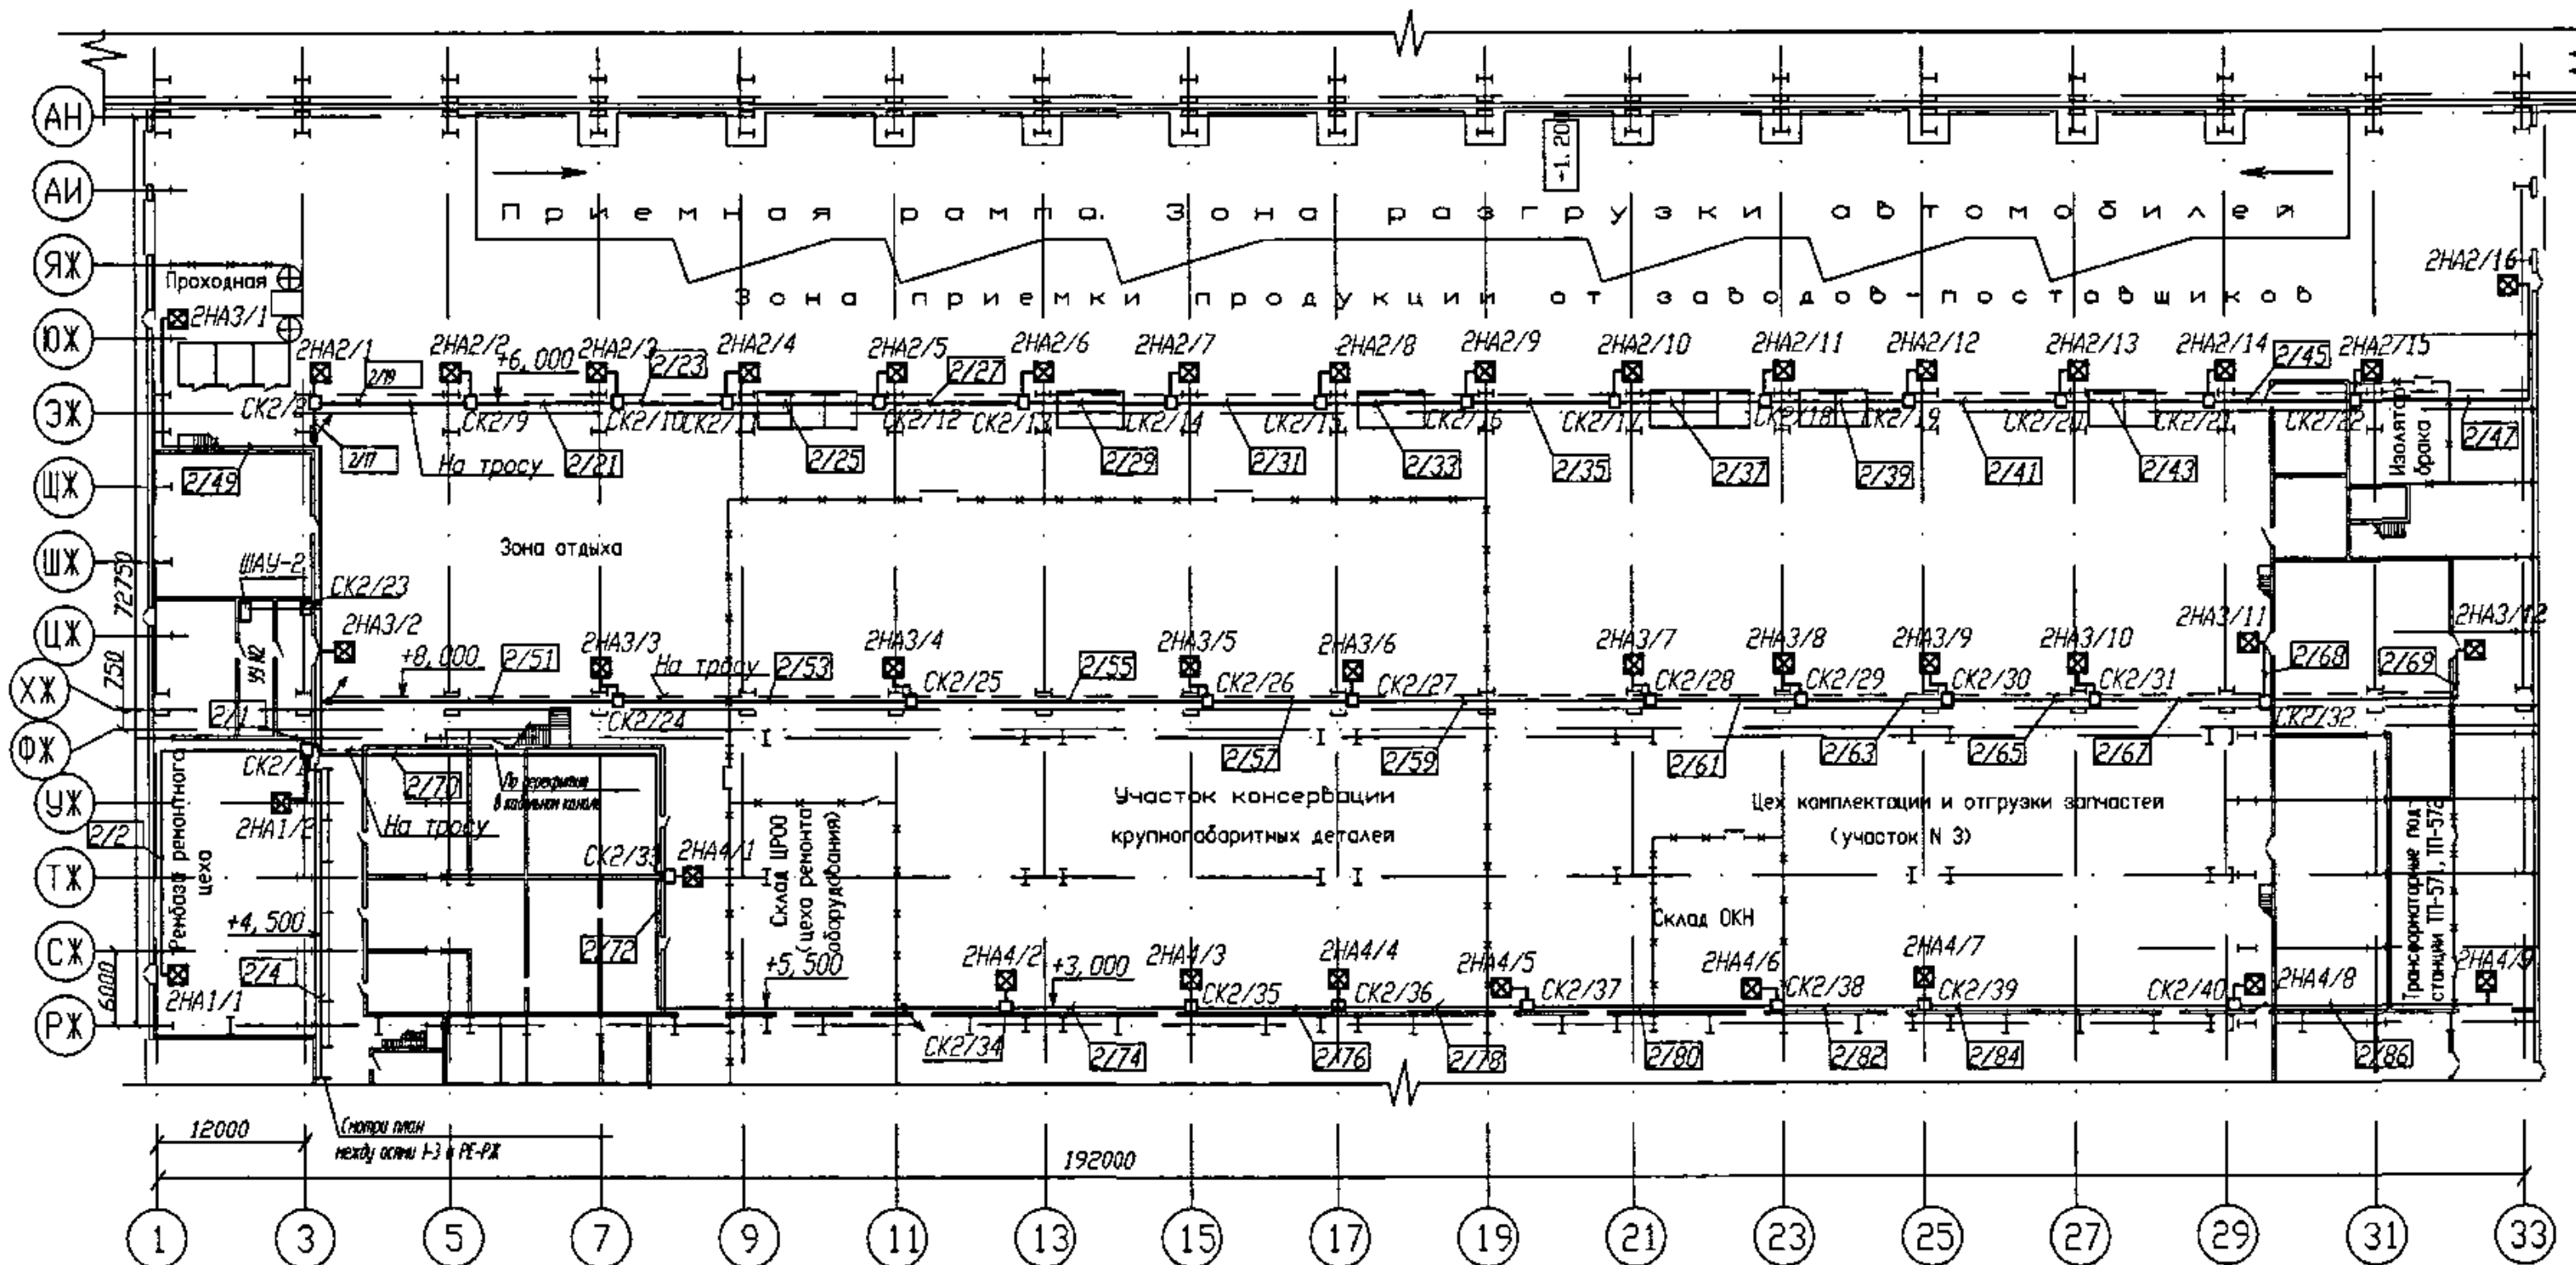 АН
-1,200
АИ
Приемная рампа. Зона разгрузки автомобилей
ЯЖ
Проходная
2НА2/16
Зона приемки продукции от заводов-поставщиков
2НА3/1
ЮЖ
2НА2/1
2НА2/2
+6,000
2НА2/3
2/23
2НА2/4
2НА2/5
2/27
2НА2/6
2НА2/7
2НА2/8
2НА2/9
2НА2/10
2НА2/11
2НА2/12
2НА2/13
2НА2/14
2/45
2НА2/15
2/19
ЭЖ
СК2/8
СК2/9
СК2/10
СК2/11
СК2/12
СК2/13
СК2/14
СК2/15
СК2/16
СК2/17
СК2/18
СК2/19
СК2/20
СК2/21
СК2/22
Изолятор
брака
2/47
2/49
2/17
На тросу
2/21
2/25
2/29
2/31
2/33
2/35
2/37
2/39
2/41
2/43
ЩЖ
Зона отдыха
ШЖ
ШАУ-2
СК2/23
72750
ЦЖ
2НА3/2
2НА3/3
2НА3/4
2НА3/5
2НА3/6
2НА3/7
2НА3/8
2НА3/9
2НА3/10
2НА3/11
2НА3/12
УУ N2
+8,000
2/51
На тросу
2/53
2/55
2/68
2/69
ХЖ
750
СК2/24
СК2/25
СК2/26
СК2/27
СК2/28
СК2/29
СК2/30
СК2/31
СК2/32
2/1
ФЖ
СК2/1
2/70
По перекрытию
в кабельном канале
2/57
2/59
2/61
2/63
2/65
2/67
УЖ
2НА1/2
На тросу
Участок консервации
крупногабаритных деталей
Цех комплектации и отгрузки запчастей
(участок N 3)
2/2
Рембаза ремонтного
цеха
СК2/33
2НА4/1
Склад ЦРОО
(цеха ремонта
оборудования)
Трансформаторные под
станции ТП-571, ТП-572
ТЖ
+4,500
Склад ОКН
СЖ
2/72
2/4
2НА1/1
+5,500
2НА4/2
+3,000
2НА4/3
2НА4/4
2НА4/5
2НА4/6
2НА4/7
2НА4/8
2НА4/9
6000
РЖ
СК2/34
СК2/35
СК2/36
СК2/37
СК2/38
СК2/39
СК2/40
2/74
2/76
2/78
2/80
2/82
2/84
2/86
12000
Смотри план
между осями 1-3 и РЕ-РЖ
192000
1 3 5 7 9 11 13 15 17 19 21 23 25 27 29 31 33